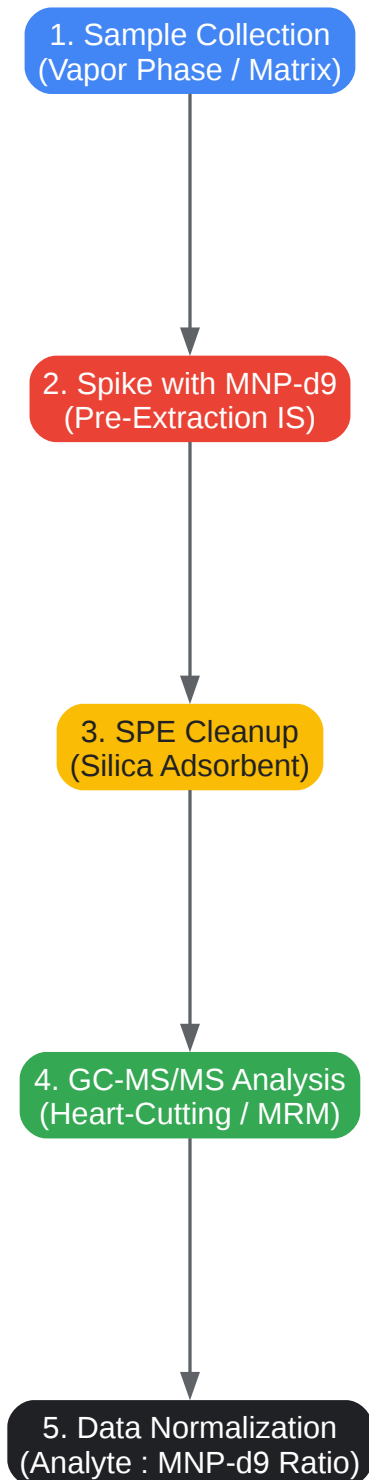 1. Sample Collection
(Vapor Phase / Matrix)
2. Spike with MNP-d9
(Pre-Extraction IS)
3. SPE Cleanup
(Silica Adsorbent)
4. GC-MS/MS Analysis
(Heart-Cutting / MRM)
5. Data Normalization
(Analyte : MNP-d9 Ratio)